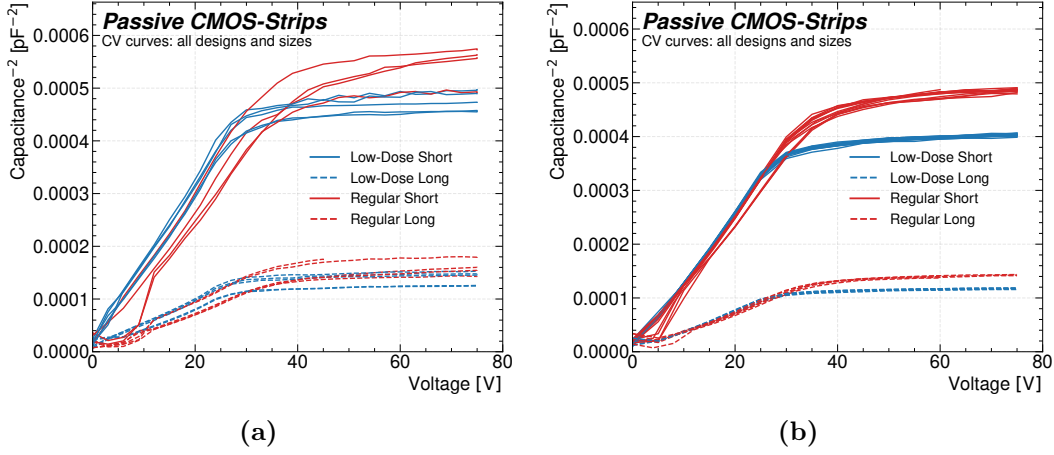 Passive CMOS-Strips
CV curves: all designs and sizes
Capacitance⁻² [pF⁻²]
0.0006
0.0005
0.0004
0.0003
0.0002
0.0001
0.0000
Low-Dose Short
Low-Dose Long
Regular Short
Regular Long
0 20 40 60 80
Voltage [V]
(a)
Passive CMOS-Strips
CV curves: all designs and sizes
Capacitance⁻² [pF⁻²]
0.0006
0.0005
0.0004
0.0003
0.0002
0.0001
0.0000
Low-Dose Short
Low-Dose Long
Regular Short
Regular Long
0 20 40 60 80
Voltage [V]
(b)